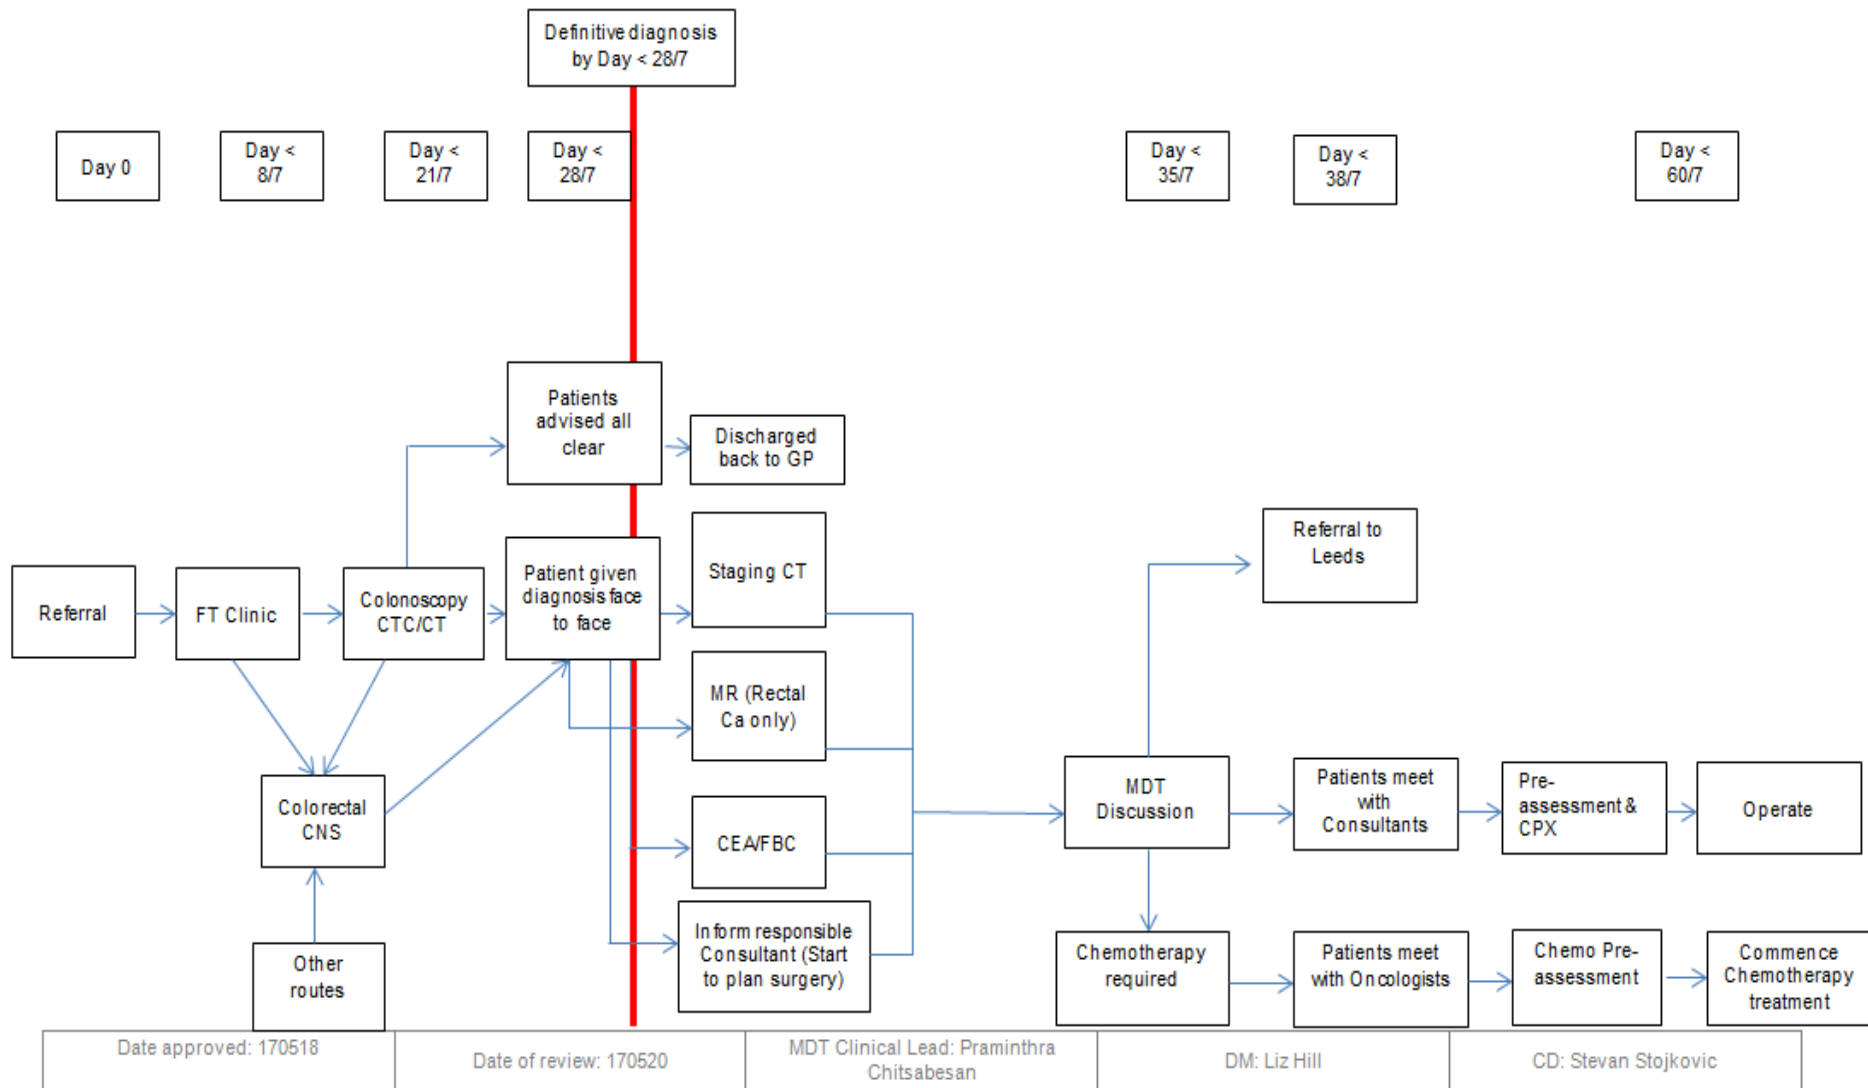 Definitive diagnosis
by Day < 28/7
Day 0
Day <
8/7
Day <
21/7
Day <
28/7
Day <
35/7
Day <
38/7
Day <
60/7
Patients
advised all
clear
Discharged
back to GP
Referral
FT Clinic
Colonoscopy
CTC/CT
Patient given
diagnosis face
to face
Staging CT
MR (Rectal
Ca only)
CEA/FBC
Inform responsible
Consultant (Start
to plan surgery)
Colorectal
CNS
Other
routes
Referral to
Leeds
MDT
Discussion
Patients meet
with
Consultants
Pre-
assessment &
CPX
Operate
Chemotherapy
required
Patients meet
with Oncologists
Chemo Pre-
assessment
Commence
Chemotherapy
treatment
Date approved: 170518
Date of review: 170520
MDT Clinical Lead: Praminthra
Chitsabesan
DM: Liz Hill
CD: Stevan Stojkovic